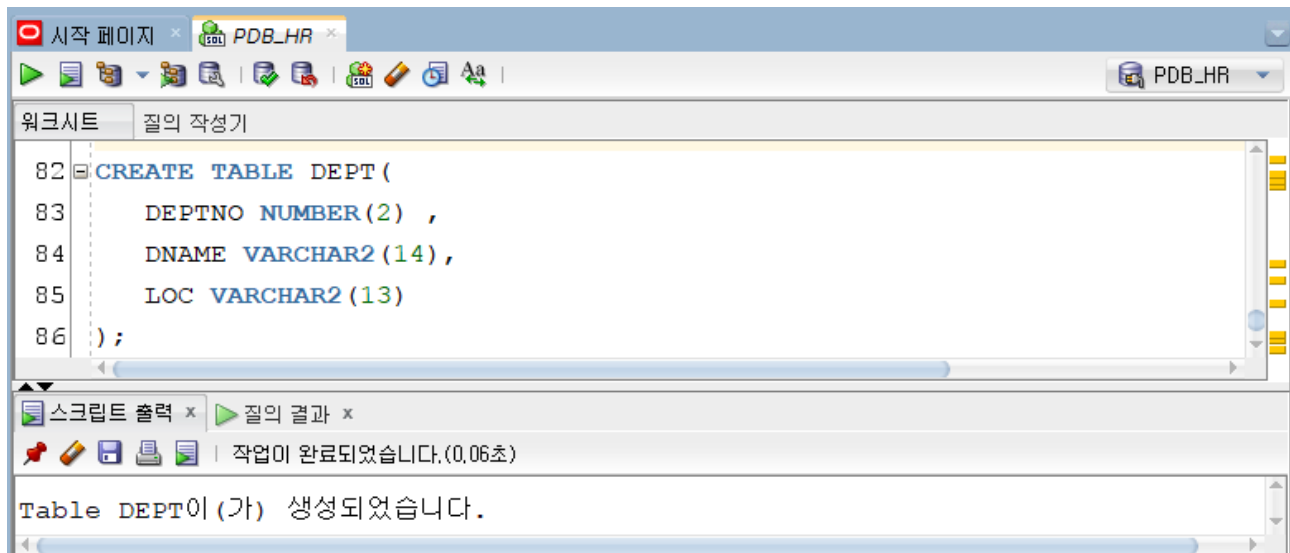 시작 페이지 PDB_HR
PDB_HR
워크시트 질의 작성기
82 CREATE TABLE DEPT(
83 DEPTNO NUMBER(2) ,
84 DNAME VARCHAR2(14),
85 LOC VARCHAR2(13)
86 );
스크립트 출력 x 질의 결과 x
작업이 완료되었습니다.(0.06초)
Table DEPT이(가) 생성되었습니다.